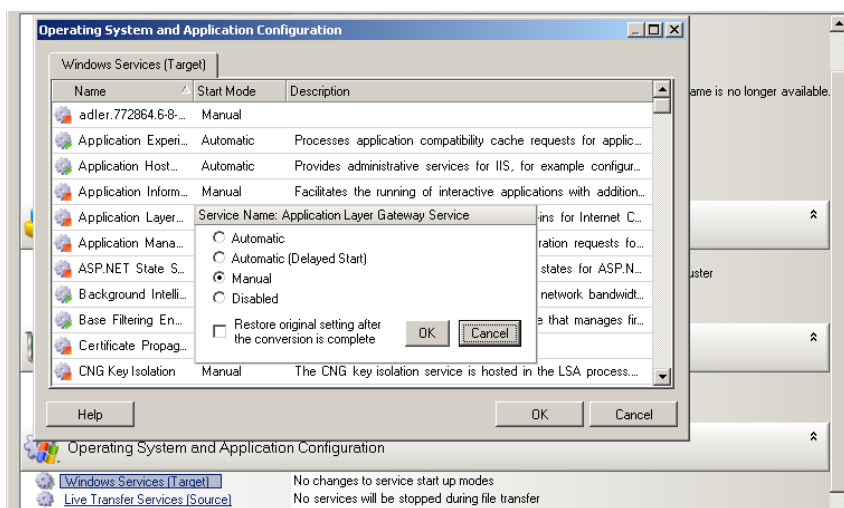 Operating System and Application Configuration
Windows Services (Target)
Name Start Mode Description
ame is no longer available.
adler.772864.6-8-... Manual
Application Experi... Automatic Processes application compatibility cache requests for applic...
Application Host... Automatic Provides administrative services for IIS, for example configur...
Application Inform... Manual Facilitates the running of interactive applications with addition...
Application Layer... Service Name: Application Layer Gateway Service ins for Internet C...
Application Mana... Automatic ration requests fo...
ASP.NET State S... Automatic (Delayed Start) states for ASP.N...
uster
Manual
Background Intelli... Disabled network bandwidt...
Base Filtering En... Restore original setting after the conversion is complete OK Cancel e that manages fir...
Certificate Propag...
CNG Key Isolation Manual The CNG key isolation service is hosted in the LSA process....
Help OK Cancel
Operating System and Application Configuration
Windows Services (Target) No changes to service start up modes
Live Transfer Services (Source) No services will be stopped during file transfer